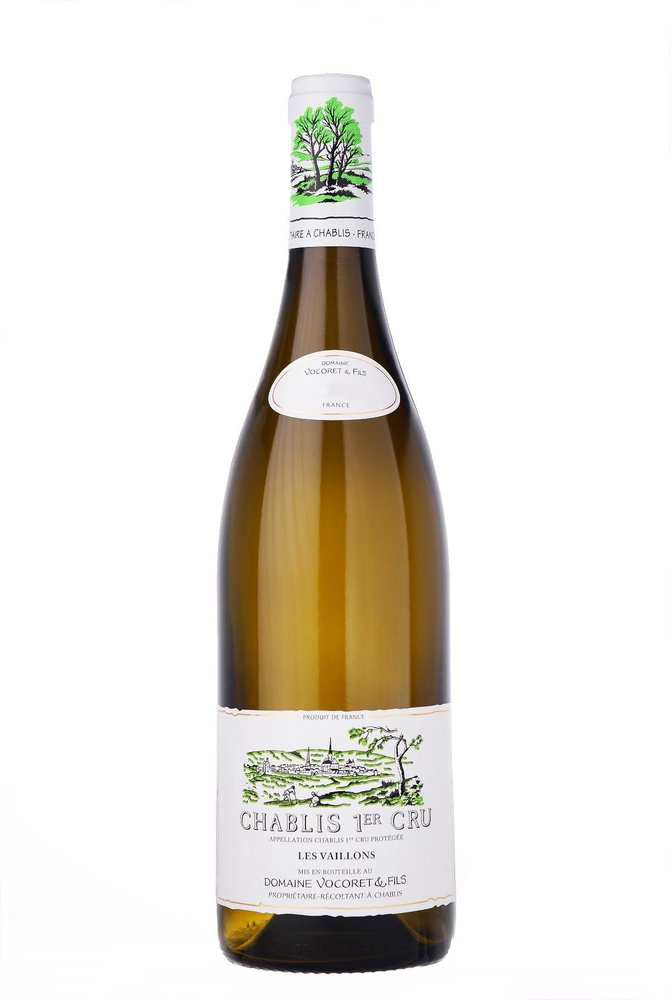 A CHABLIS · FRANCE
DOMAINE
VOCORET & FILS
FRANCE
PRODUIT DE FRANCE
CHABLIS 1ER CRU
APPELLATION CHABLIS 1ER CRU PROTÉGÉE
LES VAILLONS
MIS EN BOUTEILLE AU
DOMAINE VOCORET & FILS
PROPRIÉTAIRE-RÉCOLTANT À CHABLIS